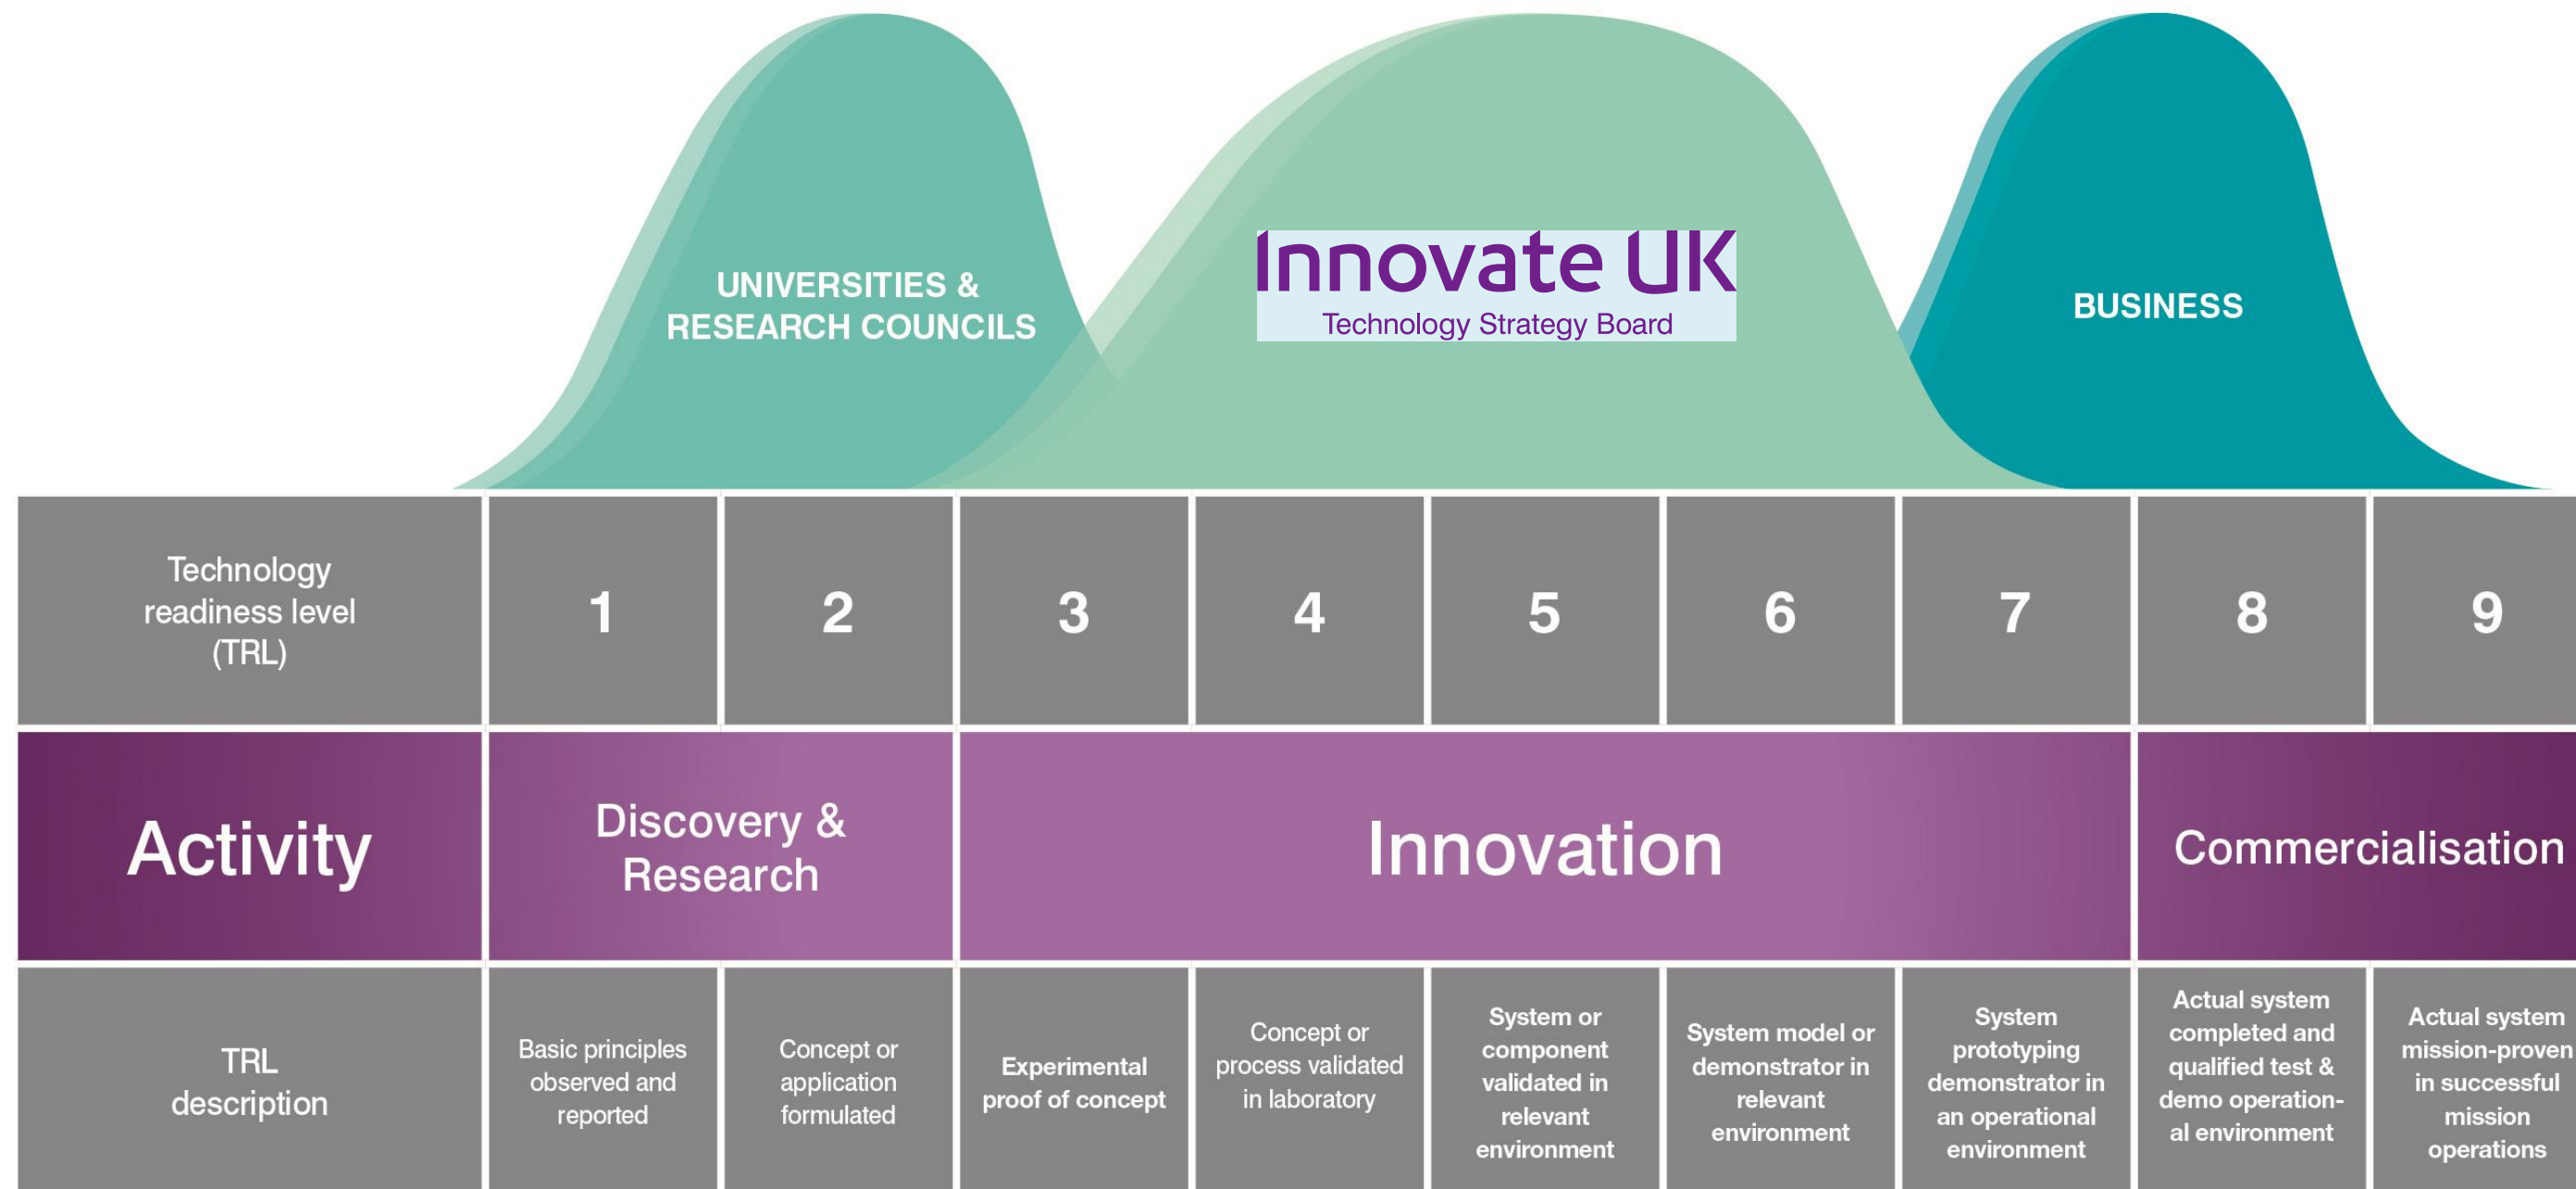 UNIVERSITIES &
RESEARCH COUNCILS
Innovate UK
Technology Strategy Board
BUSINESS
Technology
readiness level
(TRL)
1
2
3
4
5
6
7
8
9
Activity
Discovery &
Research
Innovation
Commercialisation
TRL
description
Basic principles
observed and
reported
Concept or
application
formulated
Experimental
proof of concept
Concept or
process validated
in laboratory
System or
component
validated in
relevant
environment
System model or
demonstrator in
relevant
environment
System
prototyping
demonstrator in
an operational
environment
Actual system
completed and
qualified test &
demo operation-
al environment
Actual system
mission-proven
in successful
mission
operations